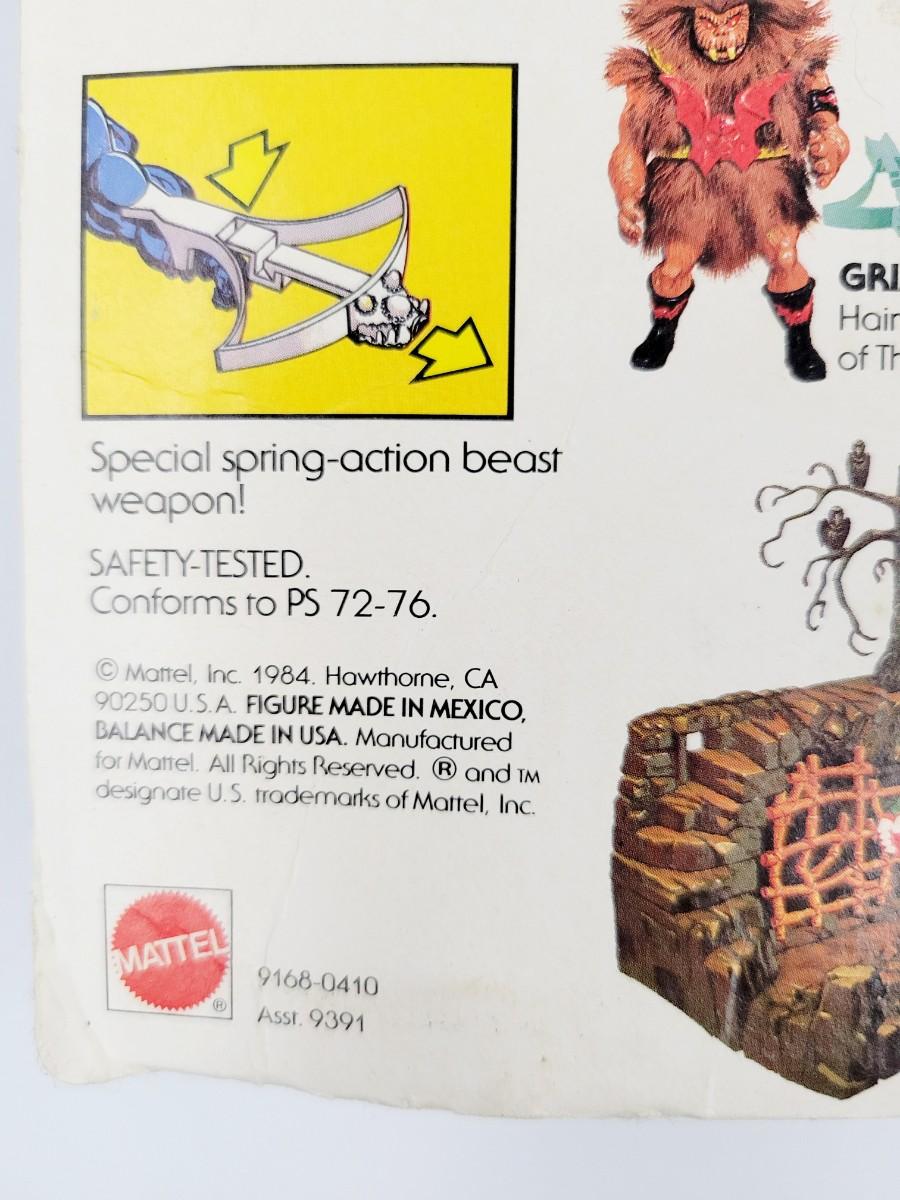 Special spring-action beast
weapon!
SAFETY-TESTED.
Conforms to PS 72-76.
© Mattel, Inc. 1984. Hawthorne, CA
90250 U.S.A. FIGURE MADE IN MEXICO,
BALANCE MADE IN USA. Manufactured
for Mattel. All Rights Reserved. ® and TM
designate U.S. trademarks of Mattel, Inc.
MATTEL
®
9168-0410
Asst. 9391
of